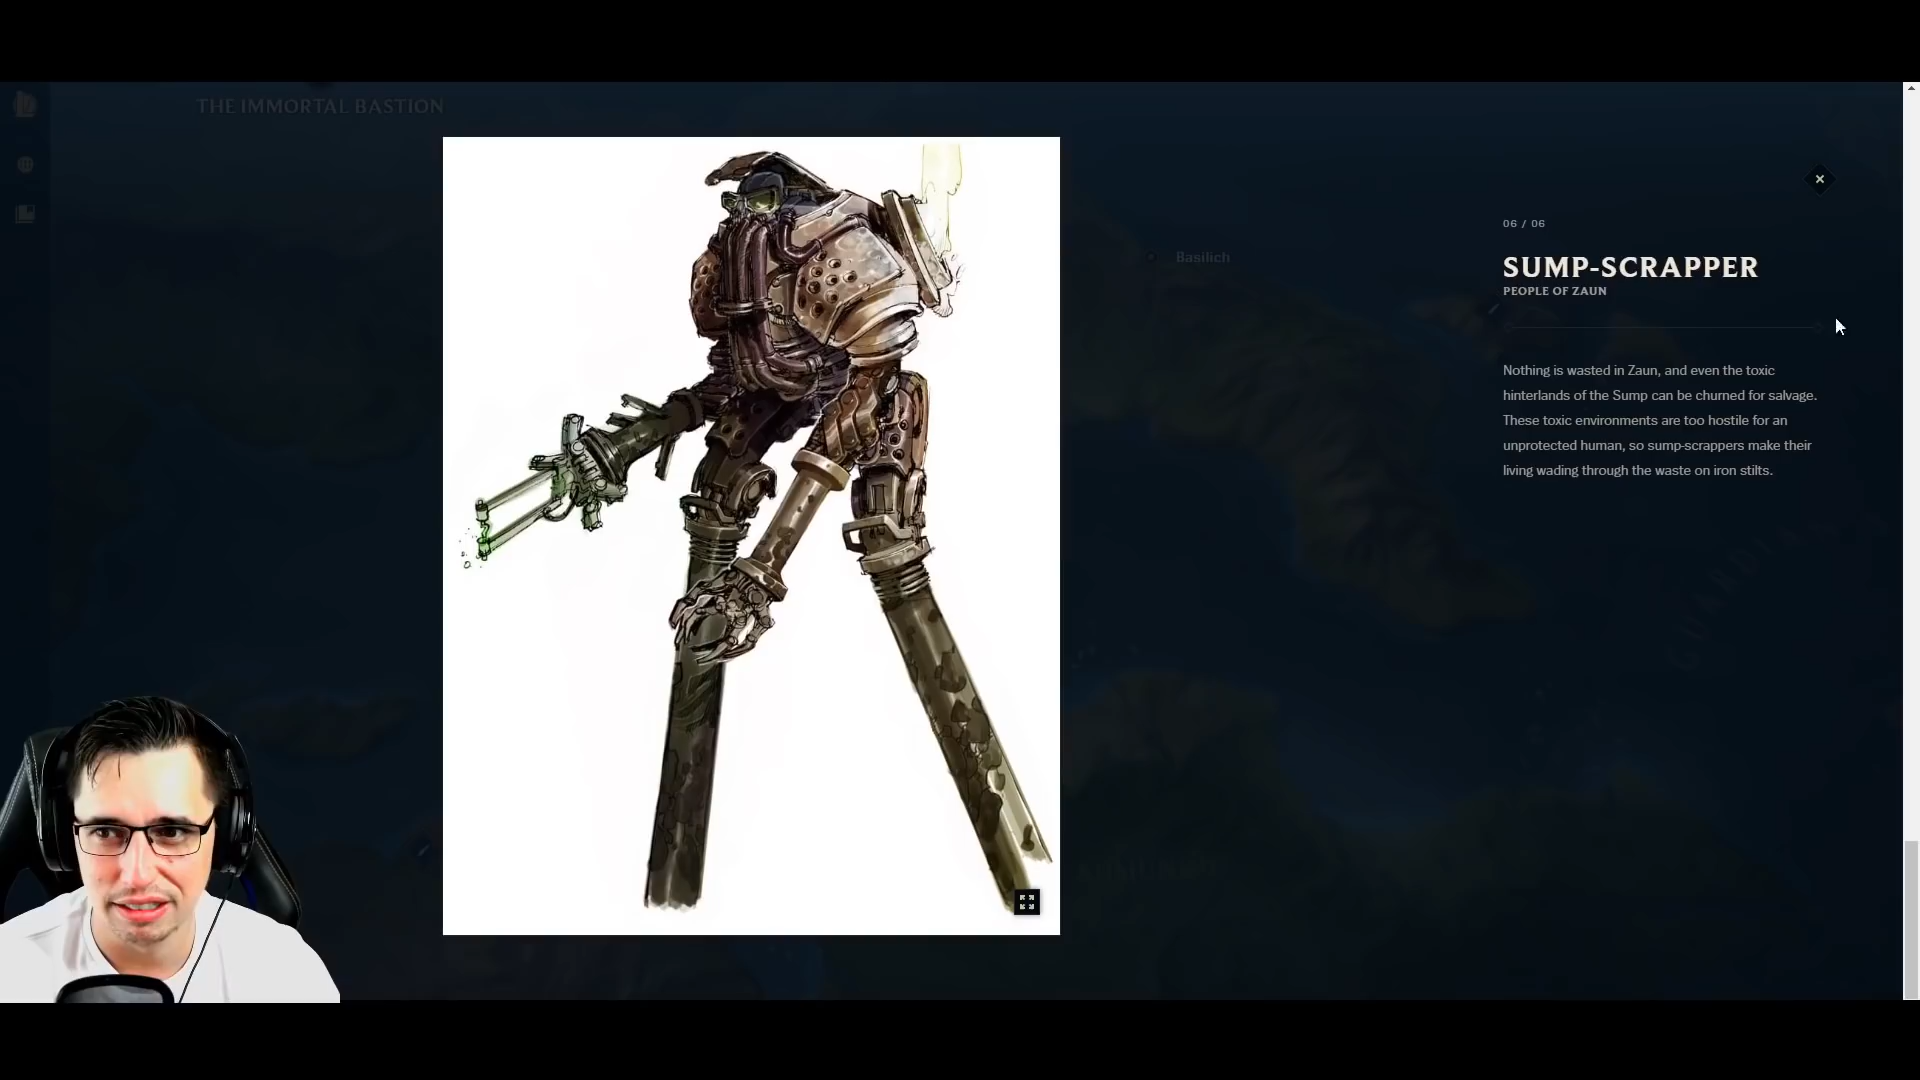 THE IMMORTAL BASTION
Basilich
06 / 06
SUMP-SCRAPPER
PEOPLE OF ZAUN
Nothing is wasted in Zaun, and even the toxic
hinterlands of the Sump can be churned for salvage.
These toxic environments are too hostile for an
unprotected human, so sump-scrappers make their
living wading through the waste on iron stilts.